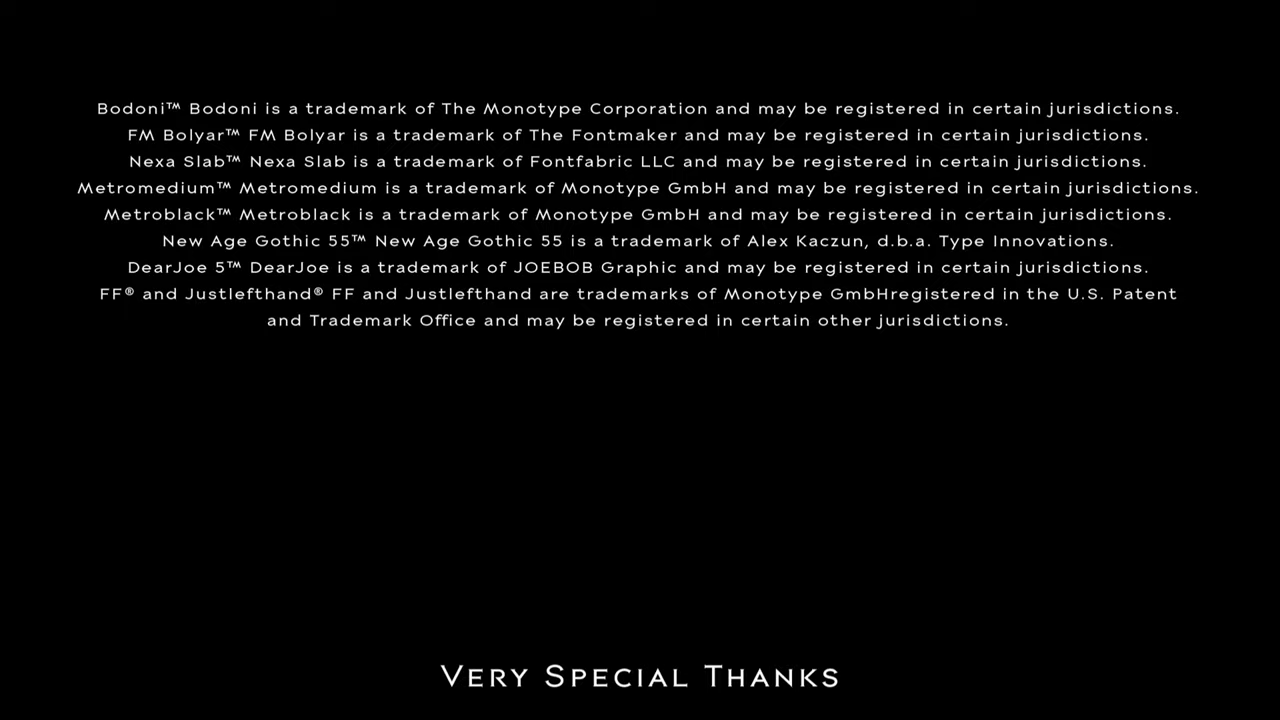 Bodoni™ Bodoni is a trademark of The Monotype Corporation and may be registered in certain jurisdictions.
FM Bolyar™ FM Bolyar is a trademark of The Fontmaker and may be registered in certain jurisdictions.
Nexa Slab™ Nexa Slab is a trademark of Fontfabric LLC and may be registered in certain jurisdictions.
Metromedium™ Metromedium is a trademark of Monotype GmbH and may be registered in certain jurisdictions.
Metroblack™ Metroblack is a trademark of Monotype GmbH and may be registered in certain jurisdictions.
New Age Gothic 55™ New Age Gothic 55 is a trademark of Alex Kaczun, d.b.a. Type Innovations.
DearJoe 5™ DearJoe is a trademark of JOEBOB Graphic and may be registered in certain jurisdictions.
FF® and Justlefthand® FF and Justlefthand are trademarks of Monotype GmbHregistered in the U.S. Patent
and Trademark Office and may be registered in certain other jurisdictions.
Very Special Thanks